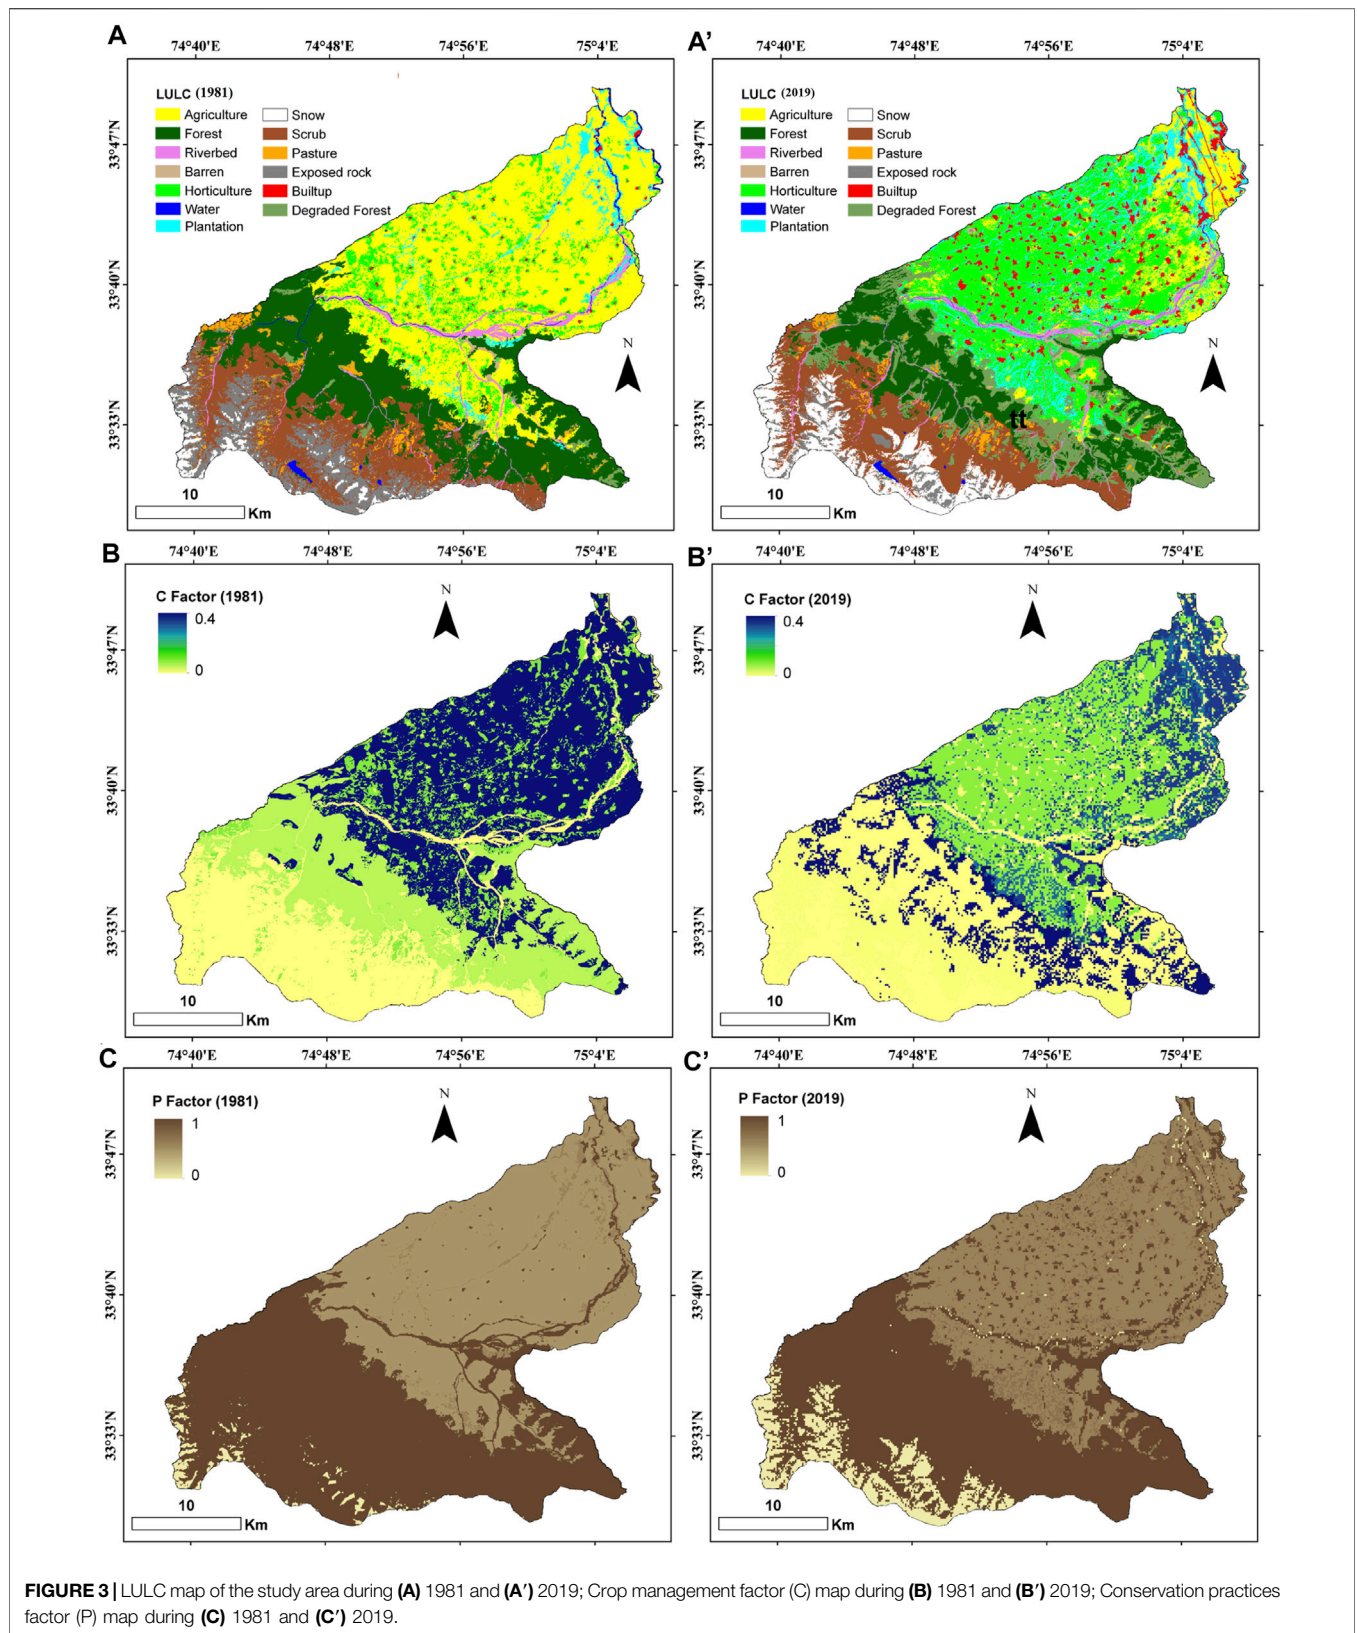 A
74°40'E 74°48'E 74°56'E 75°4'E
33°47'N
33°40'N
33°33'N
LULC (1981)
Agriculture
Forest
Riverbed
Barren
Horticulture
Water
Plantation
Snow
Scrub
Pasture
Exposed rock
Builtup
Degraded Forest
N
10
Km
A'
74°40'E 74°48'E 74°56'E 75°4'E
33°47'N
33°40'N
33°33'N
LULC (2019)
Agriculture
Forest
Riverbed
Barren
Horticulture
Water
Plantation
Snow
Scrub
Pasture
Exposed rock
Builtup
Degraded Forest
N
tt
10
Km
B
74°40'E 74°48'E 74°56'E 75°4'E
33°47'N
33°40'N
33°33'N
C Factor (1981)
0.4
0
N
10
Km
B'
74°40'E 74°48'E 74°56'E 75°4'E
33°47'N
33°40'N
33°33'N
C Factor (2019)
0.4
0
N
10
Km
C
74°40'E 74°48'E 74°56'E 75°4'E
33°47'N
33°40'N
33°33'N
P Factor (1981)
1
0
N
10
Km
C'
74°40'E 74°48'E 74°56'E 75°4'E
33°47'N
33°40'N
33°33'N
P Factor (2019)
1
0
N
10
Km
FIGURE 3 | LULC map of the study area during (A) 1981 and (A′) 2019; Crop management factor (C) map during (B) 1981 and (B′) 2019; Conservation practices
factor (P) map during (C) 1981 and (C′) 2019.